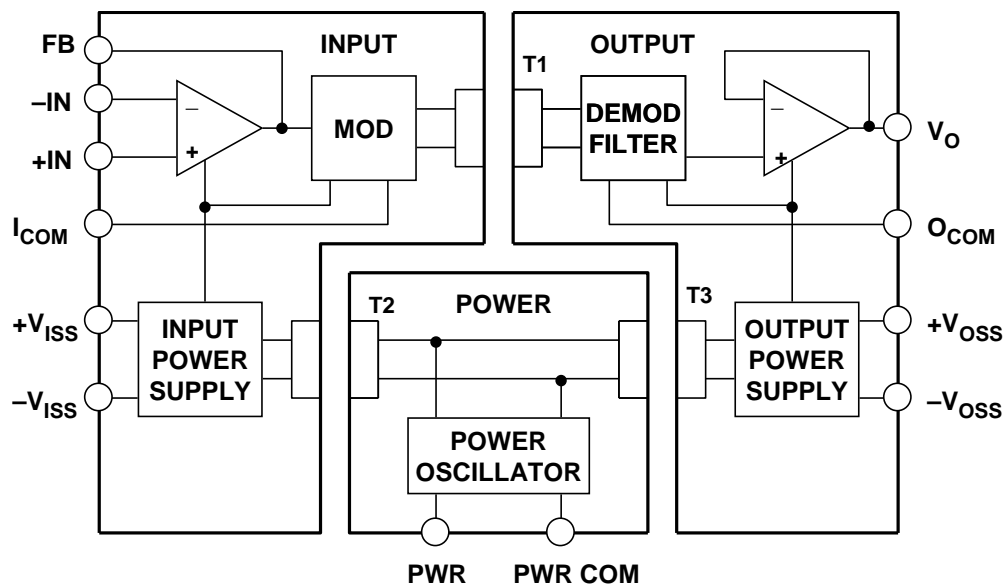 FB
INPUT
OUTPUT
T1
–IN
–
MOD
DEMOD
FILTER
–
+IN
+
+
VO
ICOM
OCOM
+VISS
INPUT
POWER
SUPPLY
–VISS
T2
POWER
T3
OUTPUT
POWER
SUPPLY
+VOSS
–VOSS
POWER
OSCILLATOR
PWR
PWR COM